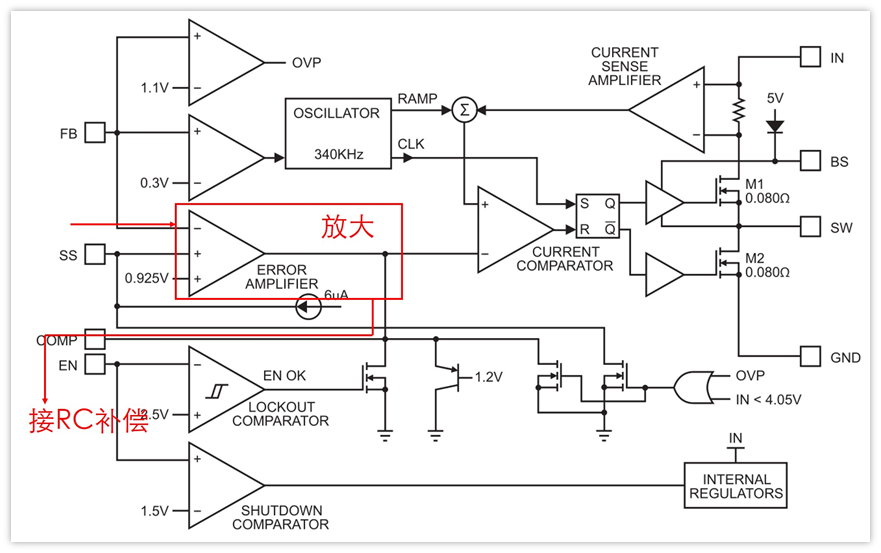 +
OVP
1.1V
−
FB
+
0.3V
−
OSCILLATOR
340KHz
RAMP
CLK
Σ
CURRENT
SENSE
AMPLIFIER
+
−
IN
5V
BS
M1
0.080Ω
SW
M2
0.080Ω
GND
S Q
R Q̅
+
−
CURRENT
COMPARATOR
放大
−
+
0.925V
+
ERROR
AMPLIFIER
SS
6uA
COMP
EN
−
EN OK
2.5V
+
LOCKOUT
COMPARATOR
接RC补偿
1.2V
OVP
IN < 4.05V
+
1.5V
−
SHUTDOWN
COMPARATOR
IN
INTERNAL
REGULATORS